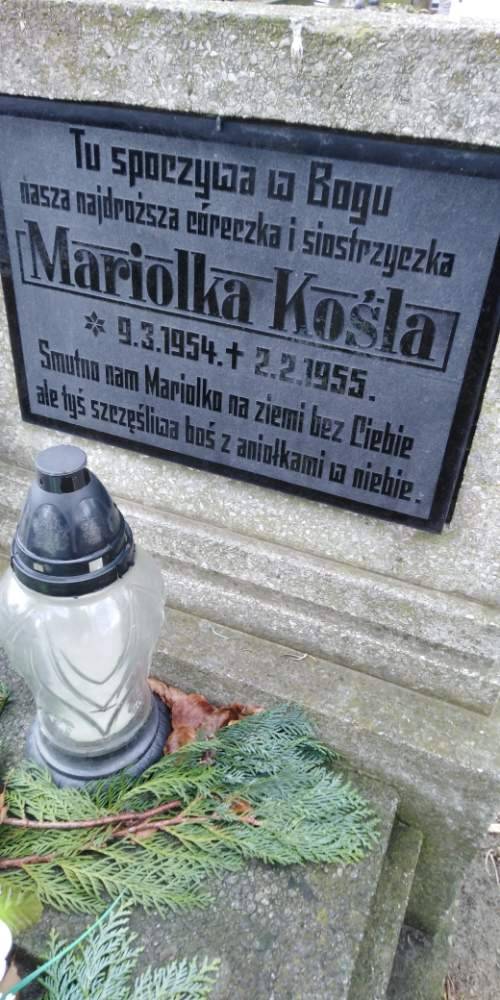 Tu spoczywa w Bogu
nasza najdroższa córeczka i siostrzyczka
Mariolka Kośla
* 9.3.1954. ✝ 2.2.1955.
Smutno nam Mariolko na ziemi bez Ciebie
ale tyś szczęśliwa boś z aniołkami w niebie.